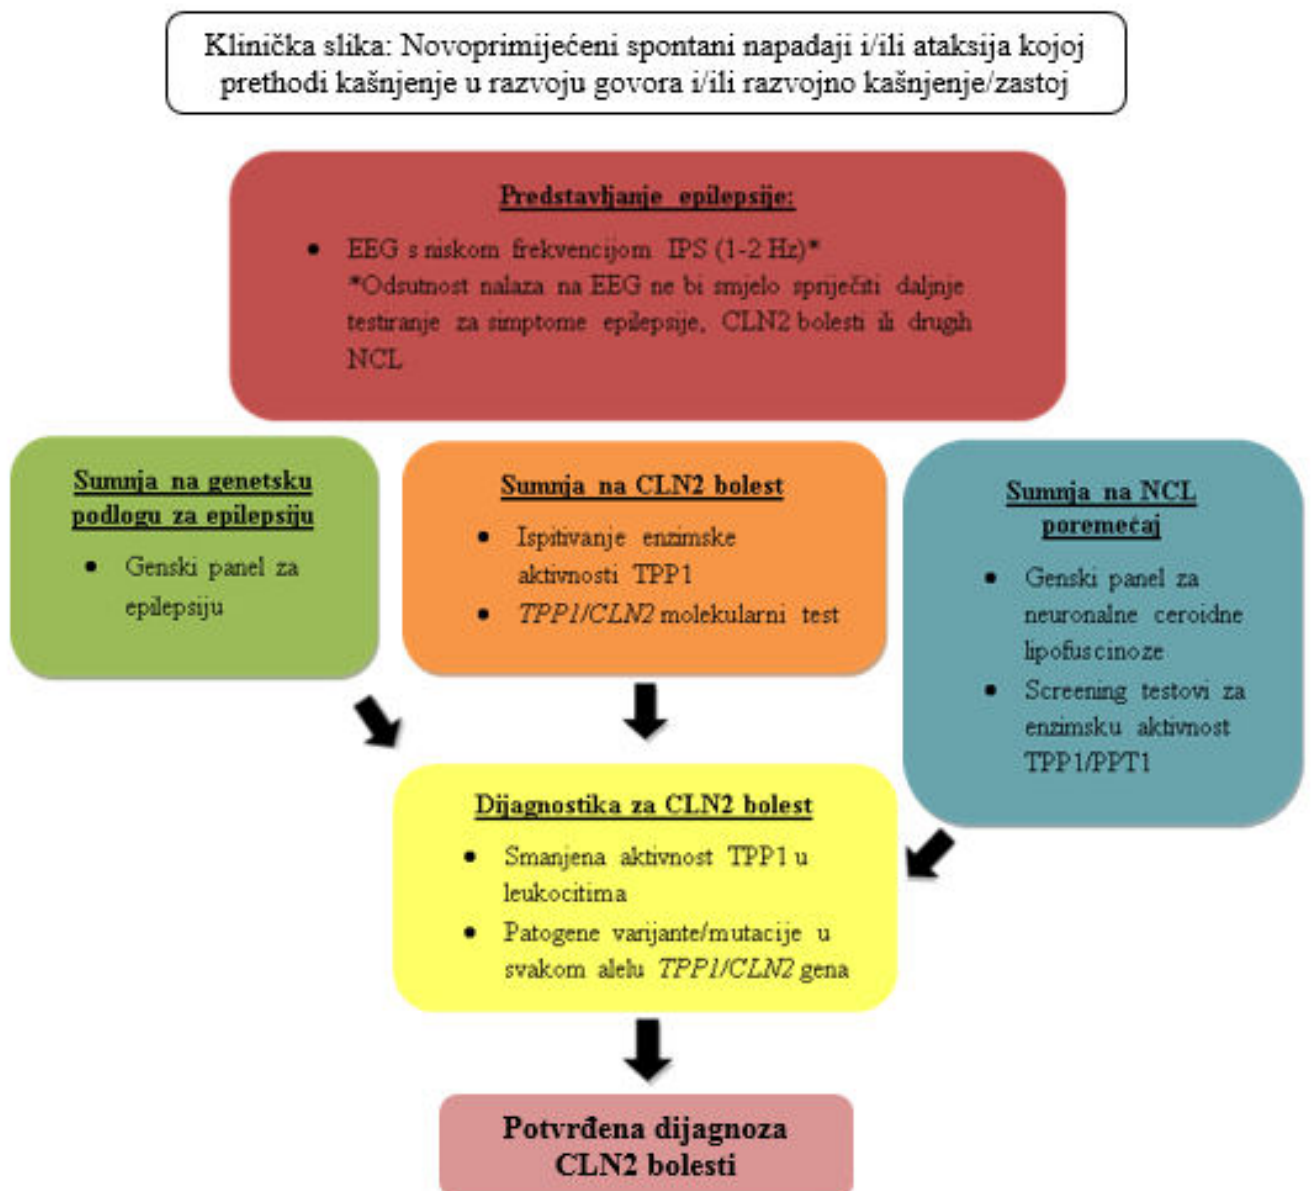 Klinička slika: Novoprimijećeni spontani napadaji i/ili ataksija kojoj
prethodi kašnjenje u razvoju govora i/ili razvojno kašnjenje/zastoj
Predstavljanje epilepsije:
• EEG s niskom frekvencijom IPS (1-2 Hz)*
*Odsutnost nalaza na EEG ne bi smjelo spriječiti daljnje
testiranje za simptome epilepsije, CLN2 bolesti ili drugih
NCL
Sumnja na genetsku
podlogu za epilepsiju
• Genski panel za
epilepsiju
Sumnja na CLN2 bolest
• Ispitivanje enzimske
aktivnosti TPP1
• TPP1/CLN2 molekularni test
Sumnja na NCL
poremećaj
• Genski panel za
neuronalne ceroidne
lipofuscinoze
• Screening testovi za
enzimsku aktivnost
TPP1/PPT1
Dijagnostika za CLN2 bolest
• Smanjena aktivnost TPP1 u
leukocitima
• Patogene varijante/mutacije u
svakom alelu TPP1/CLN2 gena
Potvrđena dijagnoza
CLN2 bolesti